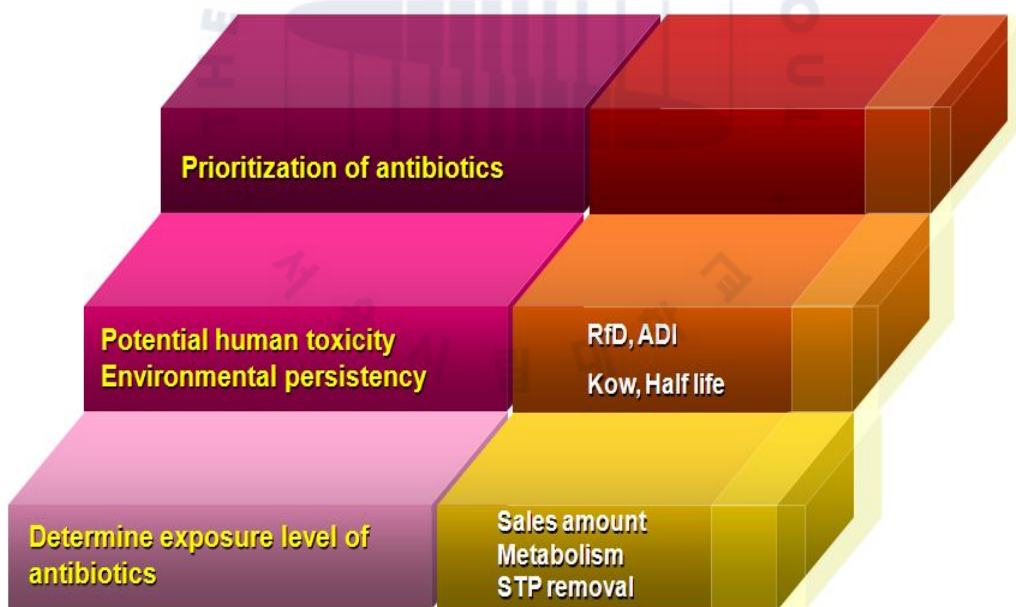 Prioritization of antibiotics
Potential human toxicity
Environmental persistency
RfD, ADI
Kow, Half life
Determine exposure level of
antibiotics
Sales amount
Metabolism
STP removal